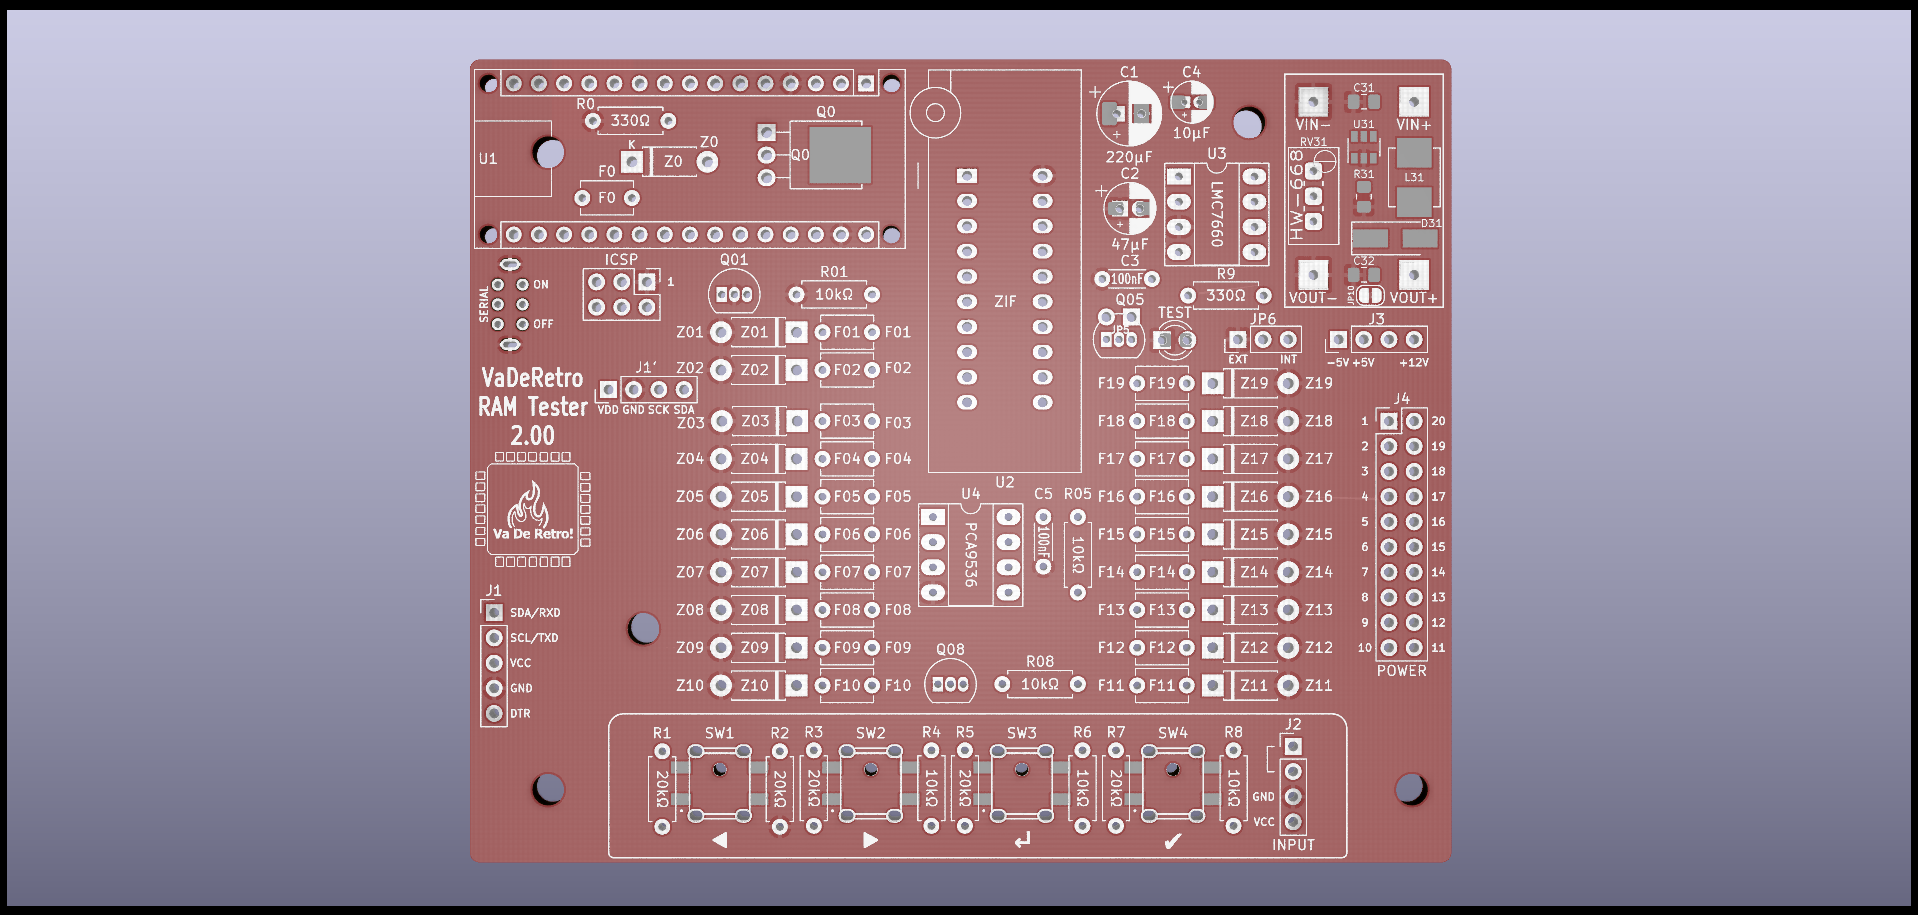 C1
C4
R0
330Ω
Q0
Q0
10µF
220µF
C31
VIN-
VIN+
U31
RV31
HW-668
K
Z0
Z0
U1
F0
F0
C2
U3
LMC7660
R31
L31
D31
47µF
C3
100nF
R9
330Ω
C32
VOUT-
JP10
VOUT+
ICSP
1
Q01
R01
10kΩ
ZIF
Q05
JP5
TEST
SERIAL
ON
OFF
JP6
EXT
INT
J3
-5V +5V
+12V
Z01 Z01 F01 F01
Z02 Z02 F02 F02
J1'
VDD GND SCK SDA
VaDeRetro
RAM Tester
2.00
Z03 Z03 F03 F03
Z04 Z04 F04 F04
Z05 Z05 F05 F05
Z06 Z06 F06 F06
Z07 Z07 F07 F07
Z08 Z08 F08 F08
Z09 Z09 F09 F09
Z10 Z10 F10 F10
Va De Retro!
U2
U4
PCA9536
C5
100nF
R05
10kΩ
F19 F19 Z19 Z19
F18 F18 Z18 Z18
F17 F17 Z17 Z17
F16 F16 Z16 Z16
F15 F15 Z15 Z15
F14 F14 Z14 Z14
F13 F13 Z13 Z13
F12 F12 Z12 Z12
F11 F11 Z11 Z11
J4
1 20
2 19
3 18
4 17
5 16
6 15
7 14
8 13
9 12
10 11
POWER
J1
SDA/RXD
SCL/TXD
VCC
GND
DTR
Q08
R08
10kΩ
R1 SW1 R2 R3 SW2 R4 R5 SW3 R6 R7 SW4 R8 J2
20kΩ 20kΩ 20kΩ 10kΩ 20kΩ 10kΩ 20kΩ 10kΩ
GND
VCC
INPUT